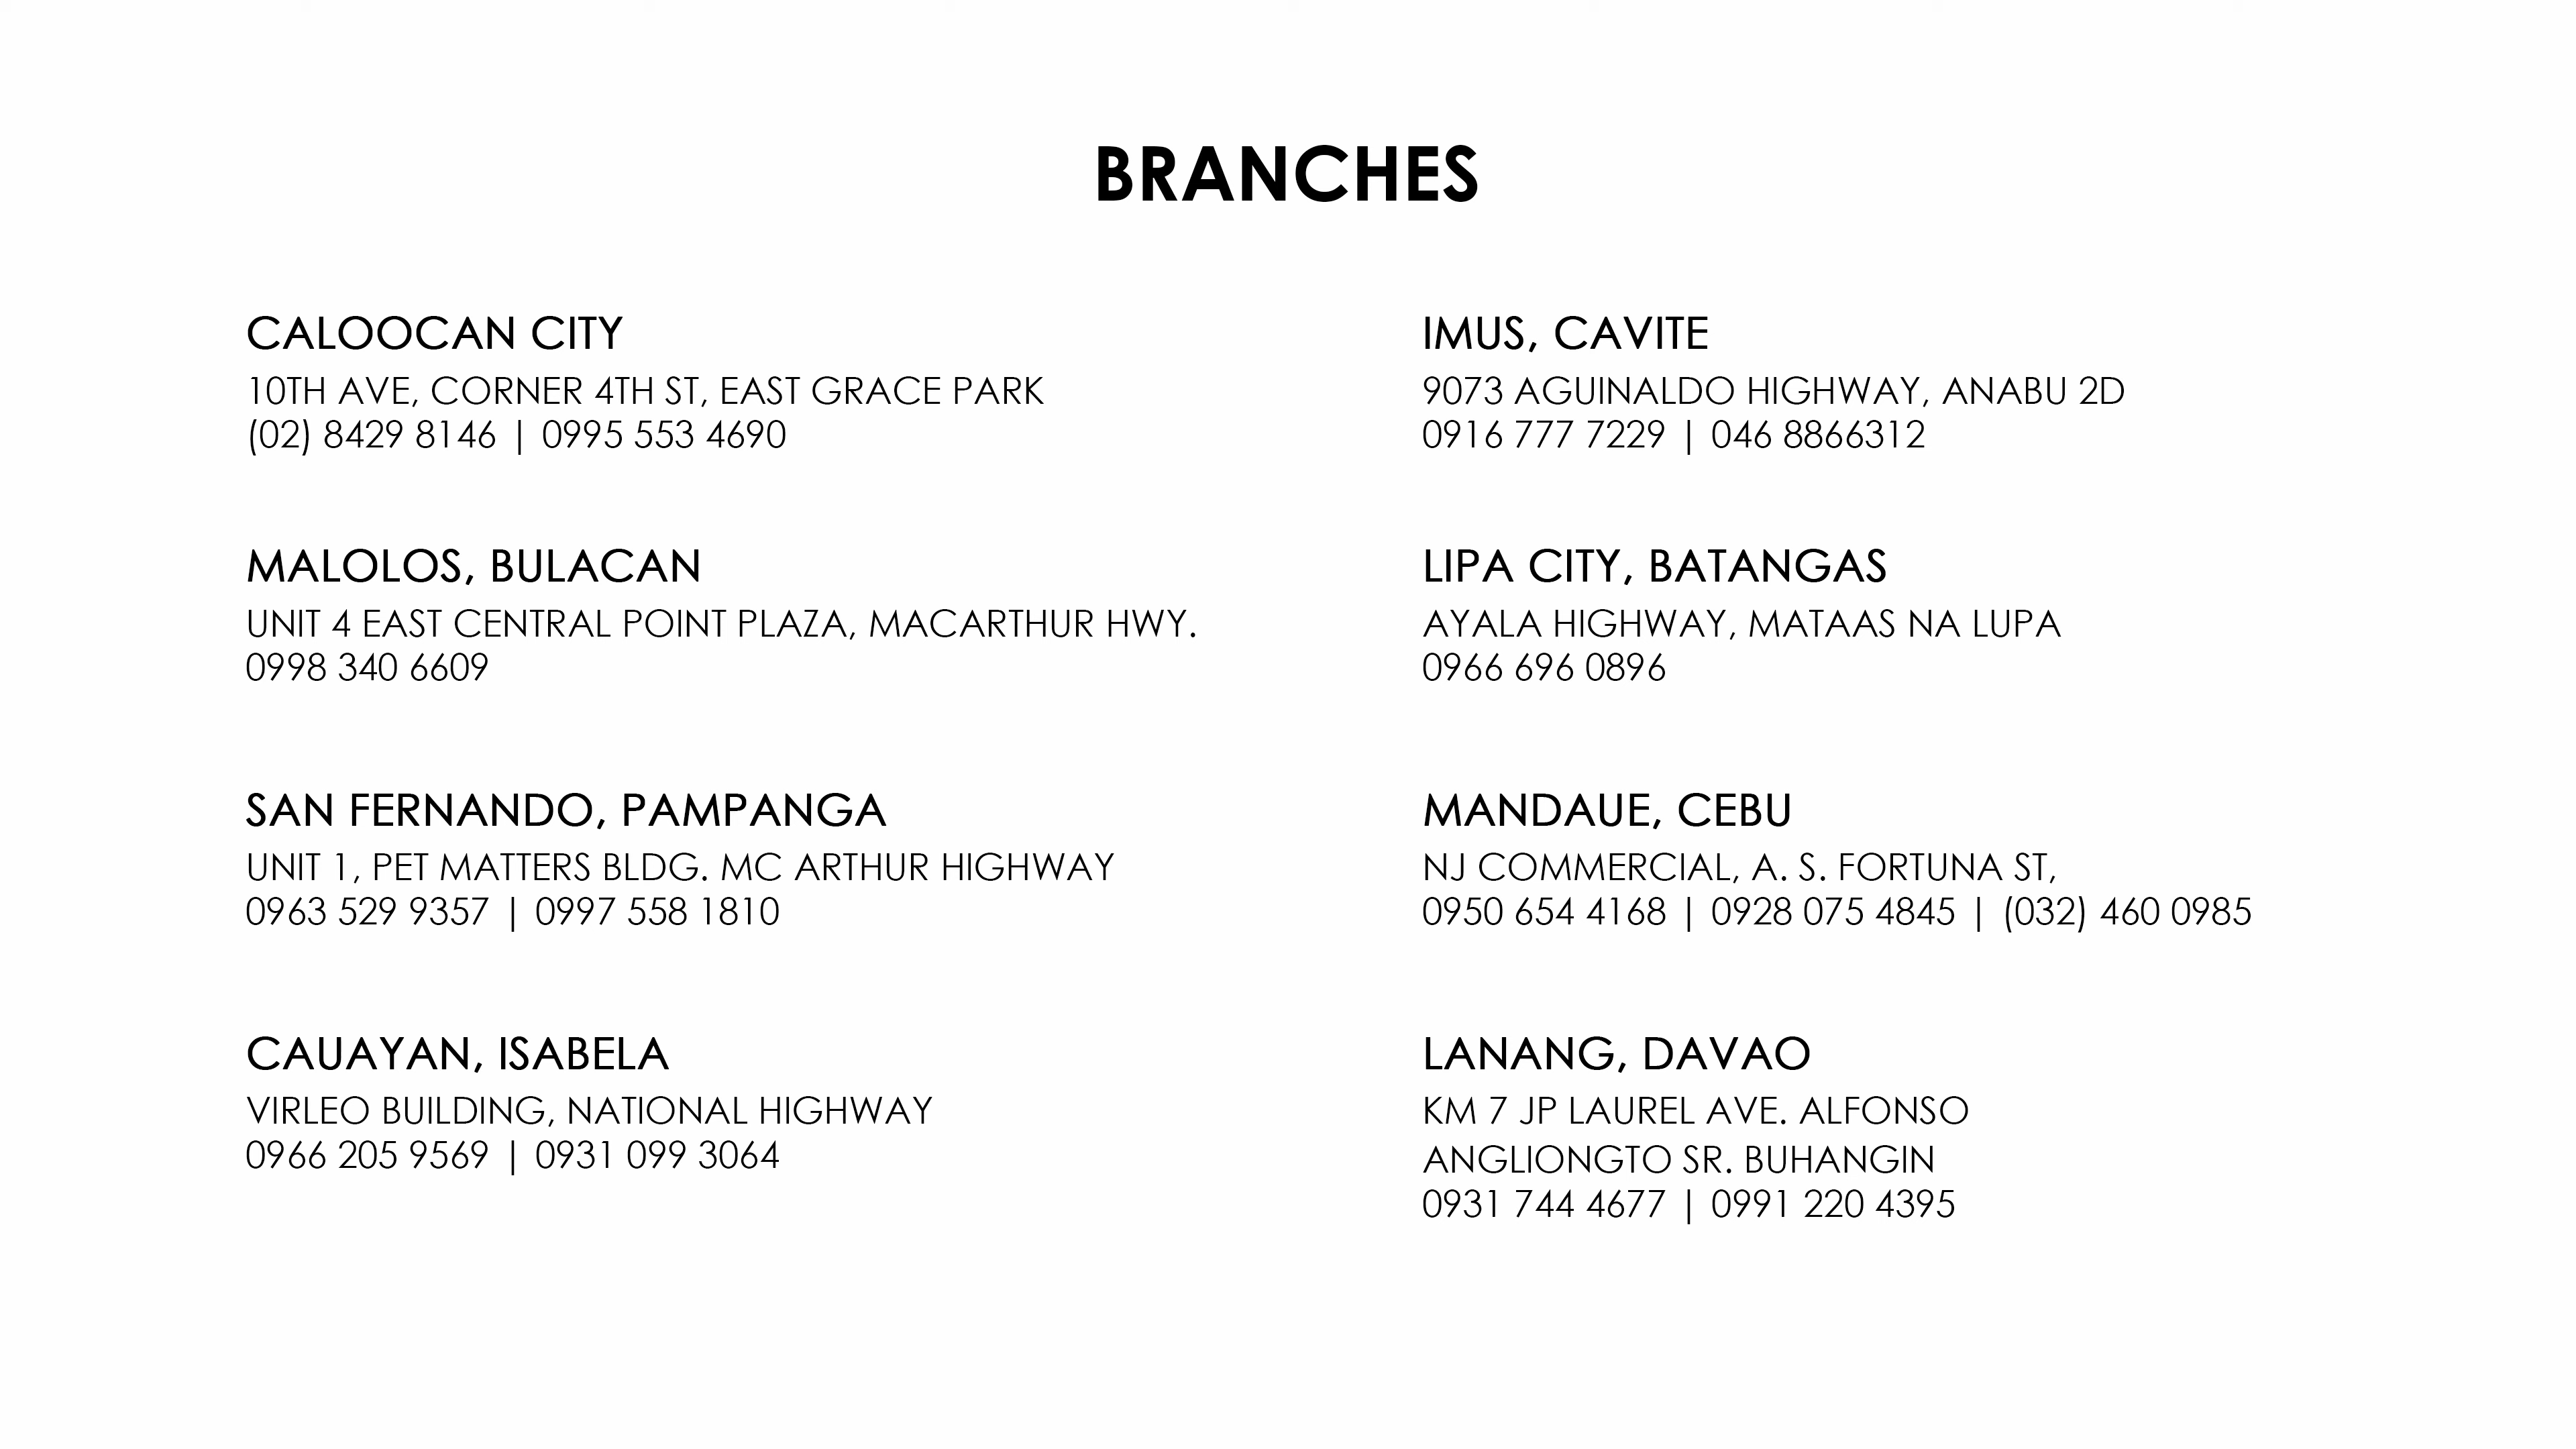 BRANCHES
CALOOCAN CITY
10TH AVE, CORNER 4TH ST, EAST GRACE PARK
(02) 8429 8146 | 0995 553 4690
MALOLOS, BULACAN
UNIT 4 EAST CENTRAL POINT PLAZA, MACARTHUR HWY.
0998 340 6609
SAN FERNANDO, PAMPANGA
UNIT 1, PET MATTERS BLDG. MC ARTHUR HIGHWAY
0963 529 9357 | 0997 558 1810
CAUAYAN, ISABELA
VIRLEO BUILDING, NATIONAL HIGHWAY
0966 205 9569 | 0931 099 3064
IMUS, CAVITE
9073 AGUINALDO HIGHWAY, ANABU 2D
0916 777 7229 | 046 8866312
LIPA CITY, BATANGAS
AYALA HIGHWAY, MATAAS NA LUPA
0966 696 0896
MANDAUE, CEBU
NJ COMMERCIAL, A. S. FORTUNA ST,
0950 654 4168 | 0928 075 4845 | (032) 460 0985
LANANG, DAVAO
KM 7 JP LAUREL AVE. ALFONSO
ANGLIONGTO SR. BUHANGIN
0931 744 4677 | 0991 220 4395